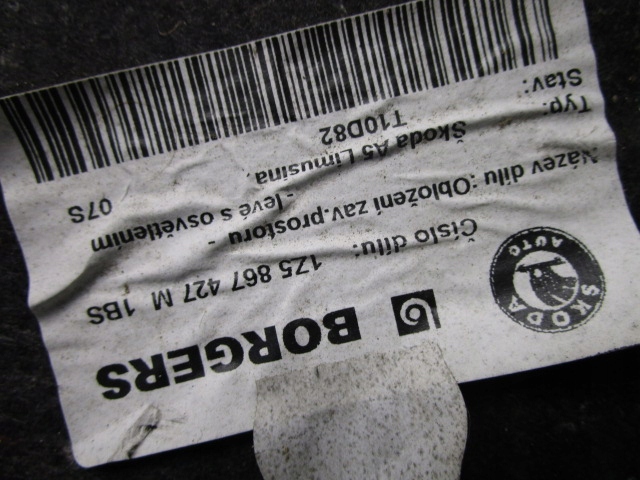 BORGERS
ŠKODA
AUTO
Číslo dílu: 1Z5 867 427 M 1BS
Název dílu :Obložení zav.prostoru -
- levé s osvětlením
07S
Typ: Škoda A5 Limusina,
Stav: T10D82